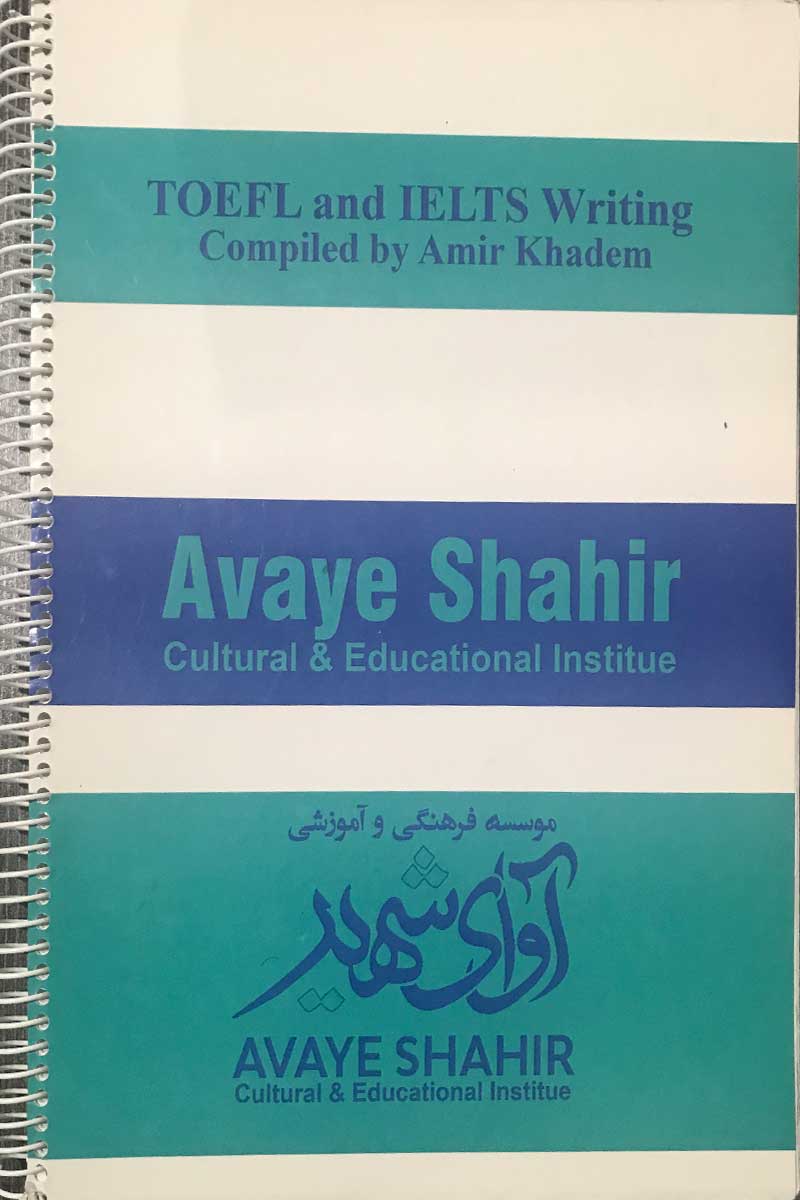 TOEFL and IELTS Writing
Compiled by Amir Khadem
Avaye Shahir
Cultural & Educational Institue
موسسه فرهنگی و آموزشی
آوای شهیر
AVAYE SHAHIR
Cultural & Educational Institue